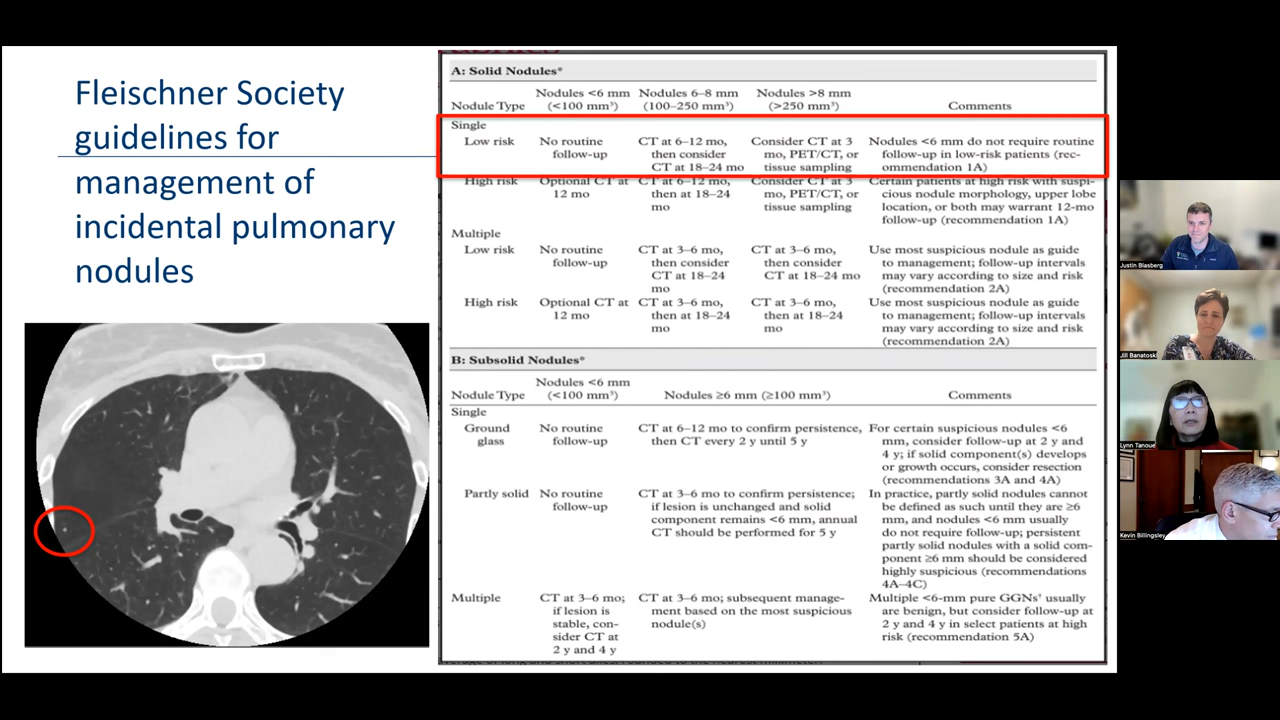 Fleischner Society
guidelines for
management of
incidental pulmonary
nodules
A: Solid Nodules*
Nodule Type
Nodules <6 mm
(<100 mm³)
Nodules 6–8 mm
(100–250 mm³)
Nodules >8 mm
(>250 mm³)
Comments
Single
Low risk
No routine
follow-up
CT at 6–12 mo,
then consider
CT at 18–24 mo
Consider CT at 3
mo, PET/CT, or
tissue sampling
Nodules <6 mm do not require routine
follow-up in low-risk patients (rec-
ommendation 1A)
High risk
Optional CT at
12 mo
CT at 6–12 mo,
then at 18–24
mo
Consider CT at 3
mo, PET/CT, or
tissue sampling
Certain patients at high risk with suspi-
cious nodule morphology, upper lobe
location, or both may warrant 12-mo
follow-up (recommendation 1A)
Multiple
Low risk
No routine
follow-up
CT at 3–6 mo,
then consider
CT at 18–24
mo
CT at 3–6 mo,
then consider
CT at 18–24 mo
Use most suspicious nodule as guide
to management; follow-up intervals
may vary according to size and risk
(recommendation 2A)
High risk
Optional CT at
12 mo
CT at 3–6 mo,
then at 18–24
mo
CT at 3–6 mo,
then at 18–24
mo
Use most suspicious nodule as guide
to management; follow-up intervals
may vary according to size and risk
(recommendation 2A)
B: Subsolid Nodules*
Nodule Type
Nodules <6 mm
(<100 mm³)
Nodules ≥6 mm (≥100 mm³)
Comments
Single
Ground
glass
No routine
follow-up
CT at 6–12 mo to confirm persistence,
then CT every 2 y until 5 y
For certain suspicious nodules <6
mm, consider follow-up at 2 y and
4 y; if solid component(s) develops
or growth occurs, consider resection
(recommendations 3A and 4A)
Partly solid
No routine
follow-up
CT at 3–6 mo to confirm persistence;
if lesion is unchanged and solid
component remains <6 mm, annual
CT should be performed for 5 y
In practice, partly solid nodules cannot
be defined as such until they are ≥6
mm, and nodules <6 mm usually
do not require follow-up; persistent
partly solid nodules with a solid com-
ponent ≥6 mm should be considered
highly suspicious (recommendations
4A–4C)
Multiple
CT at 3–6 mo;
if lesion is
stable, con-
sider CT at
2 y and 4 y
CT at 3–6 mo; subsequent manage-
ment based on the most suspicious
nodule(s)
Multiple <6-mm pure GGNs† usually
are benign, but consider follow-up at
2 y and 4 y in select patients at high
risk (recommendation 5A)
Justin Blasberg
Jill Banatoski
Lynn Tanoue
Kevin Billingsley